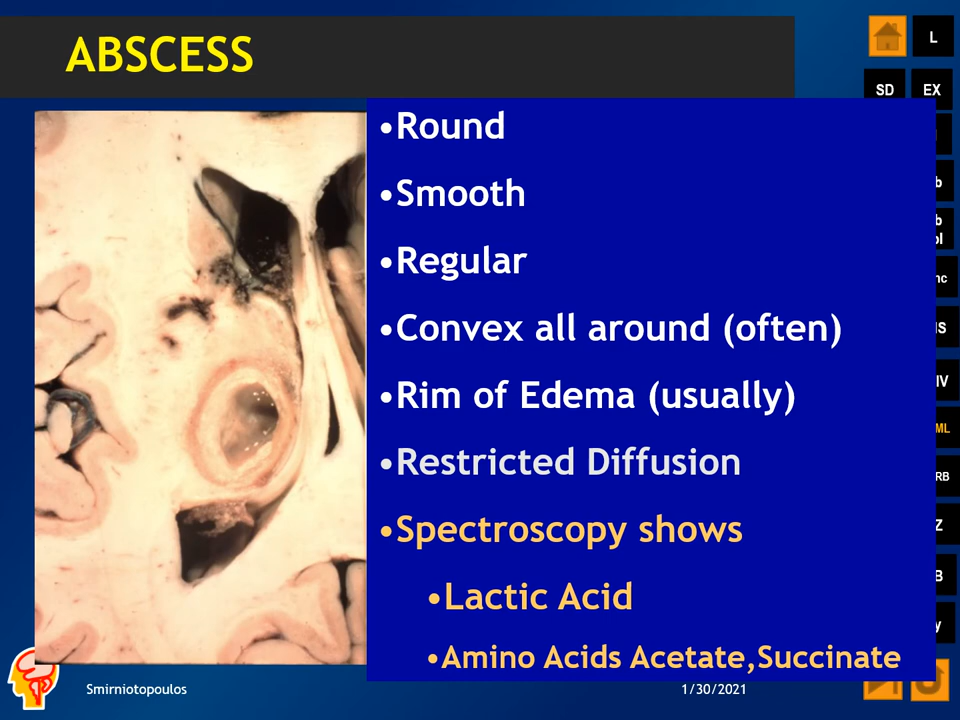 ABSCESS
L
SD
EX
•Round
•Smooth
•Regular
•Convex all around (often)
•Rim of Edema (usually)
•Restricted Diffusion
•Spectroscopy shows
•Lactic Acid
•Amino Acids Acetate,Succinate
Smirniotopoulos
1/30/2021